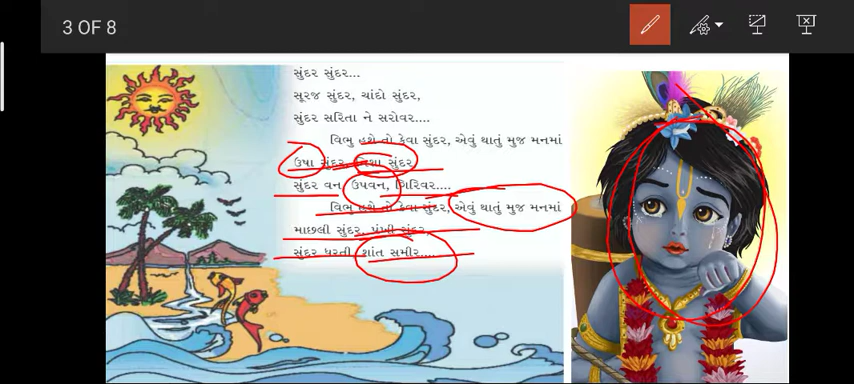 3 OF 8
સુંદર સુંદર...
સૂરજ સુંદર, ચાંદો સુંદર,
સુંદર સરિતા ને સરોવર....
વિભુ હશે તો કેવા સુંદર, એવું થાતું મુજ મનમાં
ઉષા સુંદર, નિશા સુંદર
સુંદર વન, ઉપવન, ગિરિવર....
વિભુ હશે તો કેવા સુંદર, એવું થાતું મુજ મનમાં
માછલી સુંદર, પંખી સુંદર,
સુંદર ધરતી શાંત સમીર....